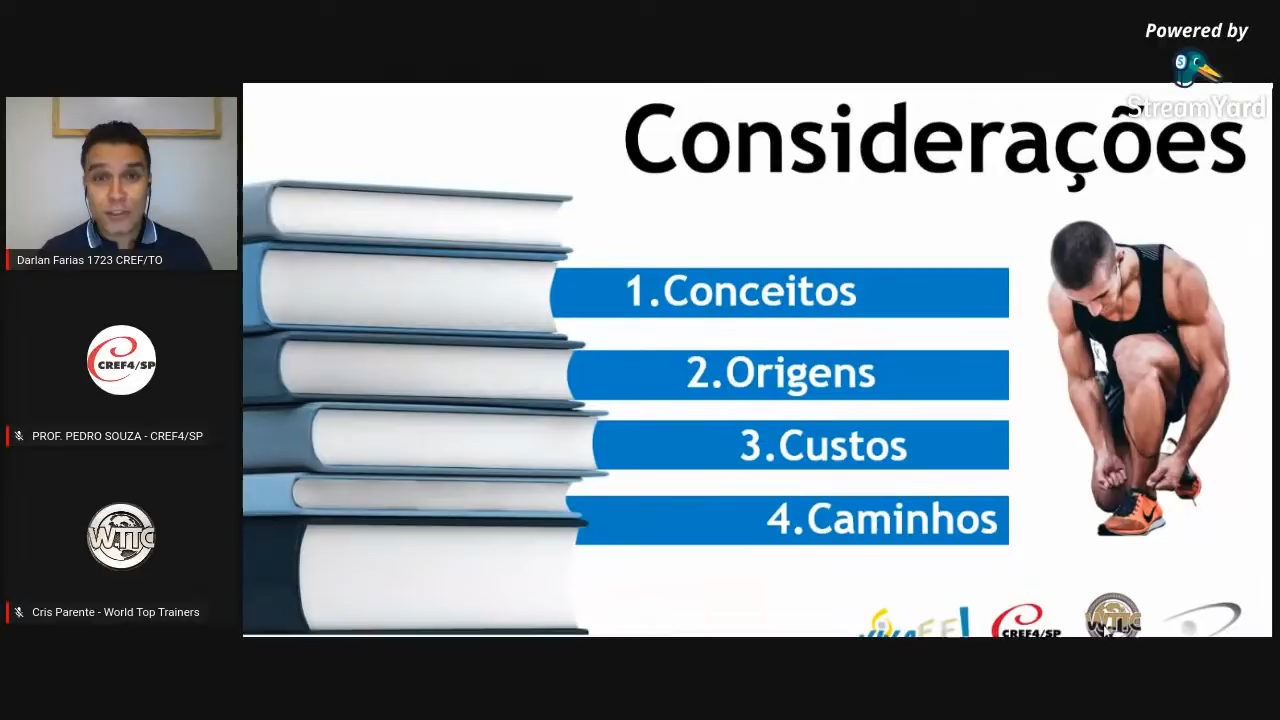 Powered by
StreamYard
Considerações
Darlan Farias 1723 CREF/TO
1.Conceitos
2.Origens
CREF4/SP
3.Custos
PROF. PEDRO SOUZA - CREF4/SP
4.Caminhos
WTTC
Cris Parente - World Top Trainers
CREF4/SP
WTTC